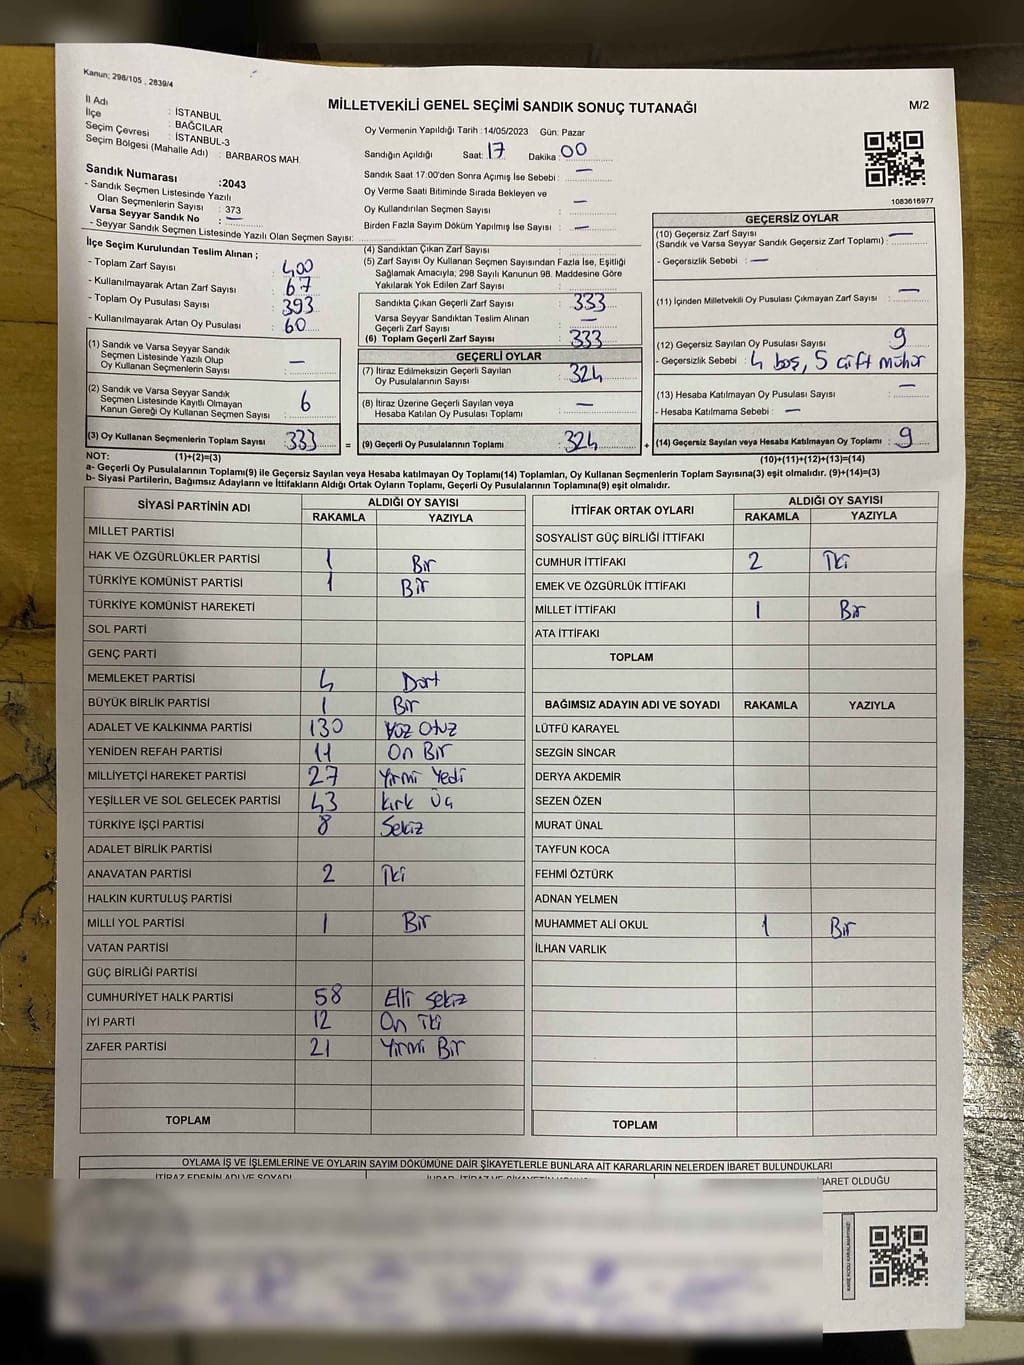 Kanun; 298/105 , 2839/4
MİLLETVEKİLİ GENEL SEÇİMİ SANDIK SONUÇ TUTANAĞI
M/2
İl Adı : İSTANBUL
İlçe : BAĞCILAR
Seçim Çevresi : İSTANBUL-3
Seçim Bölgesi (Mahalle Adı) : BARBAROS MAH.
Sandık Numarası :2043
- Sandık Seçmen Listesinde Yazılı
Olan Seçmenlerin Sayısı : 373
Varsa Seyyar Sandık No : —
- Seyyar Sandık Seçmen Listesinde Yazılı Olan Seçmen Sayısı:
Oy Vermenin Yapıldığı Tarih : 14/05/2023 Gün: Pazar
Sandığın Açıldığı Saat: 17 Dakika : 00
Sandık Saat 17.00'den Sonra Açımış İse Sebebi : —
Oy Verme Saati Bitiminde Sırada Bekleyen ve
Oy Kullandırılan Seçmen Sayısı : —
Birden Fazla Sayım Döküm Yapılmış İse Sayısı : —
1083616977
İlçe Seçim Kurulundan Teslim Alınan ;
- Toplam Zarf Sayısı : 400
- Kullanılmayarak Artan Zarf Sayısı : 67
- Toplam Oy Pusulası Sayısı : 393
- Kullanılmayarak Artan Oy Pusulası : 60
(1) Sandık ve Varsa Seyyar Sandık
Seçmen Listesinde Yazılı Olup
Oy Kullanan Seçmenlerin Sayısı : —
(2) Sandık ve Varsa Seyyar Sandık
Seçmen Listesinde Kayıtlı Olmayan
Kanun Gereği Oy Kullanan Seçmen Sayısı : 6
(3) Oy Kullanan Seçmenlerin Toplam Sayısı : 333 =
(4) Sandıktan Çıkan Zarf Sayısı :
(5) Zarf Sayısı Oy Kullanan Seçmen Sayısından Fazla İse, Eşitliği
Sağlamak Amacıyla; 298 Sayılı Kanunun 98. Maddesine Göre
Yakılarak Yok Edilen Zarf Sayısı :
Sandıkta Çıkan Geçerli Zarf Sayısı : 333
Varsa Seyyar Sandıktan Teslim Alınan
Geçerli Zarf Sayısı : —
(6) Toplam Geçerli Zarf Sayısı : 333
GEÇERLİ OYLAR
(7) İtiraz Edilmeksizin Geçerli Sayılan
Oy Pusulalarının Sayısı : 324
(8) İtiraz Üzerine Geçerli Sayılan veya
Hesaba Katılan Oy Pusulası Toplamı : —
(9) Geçerli Oy Pusulalarının Toplamı : 324 +
GEÇERSİZ OYLAR
(10) Geçersiz Zarf Sayısı
(Sandık ve Varsa Seyyar Sandık Geçersiz Zarf Toplamı) : —
- Geçersizlik Sebebi : —
(11) İçinden Milletvekili Oy Pusulası Çıkmayan Zarf Sayısı : —
(12) Geçersiz Sayılan Oy Pusulası Sayısı : 9
- Geçersizlik Sebebi : 4 boş, 5 çift mühür
(13) Hesaba Katılmayan Oy Pusulası Sayısı : —
- Hesaba Katılmama Sebebi : —
(14) Geçersiz Sayılan veya Hesaba Katılmayan Oy Toplamı : 9
NOT: (1)+(2)=(3) (10)+(11)+(12)+(13)=(14)
a- Geçerli Oy Pusulalarının Toplamı(9) ile Geçersiz Sayılan veya Hesaba katılmayan Oy Toplamı(14) Toplamları, Oy Kullanan Seçmenlerin Toplam Sayısına(3) eşit olmalıdır. (9)+(14)=(3)
b- Siyasi Partilerin, Bağımsız Adayların ve İttifakların Aldığı Ortak Oyların Toplamı, Geçerli Oy Pusulalarının Toplamına(9) eşit olmalıdır.
SİYASİ PARTİNİN ADI ALDIĞI OY SAYISI
RAKAMLA YAZIYLA
MİLLET PARTİSİ
HAK VE ÖZGÜRLÜKLER PARTİSİ 1 Bir
TÜRKİYE KOMÜNİST PARTİSİ 1 Bir
TÜRKİYE KOMÜNİST HAREKETİ
SOL PARTİ
GENÇ PARTİ
MEMLEKET PARTİSİ 4 Dört
BÜYÜK BİRLİK PARTİSİ 1 Bir
ADALET VE KALKINMA PARTİSİ 130 Yüz Otuz
YENİDEN REFAH PARTİSİ 11 On Bir
MİLLİYETÇİ HAREKET PARTİSİ 27 Yirmi Yedi
YEŞİLLER VE SOL GELECEK PARTİSİ 43 Kırk Üç
TÜRKİYE İŞÇİ PARTİSİ 8 Sekiz
ADALET BİRLİK PARTİSİ
ANAVATAN PARTİSİ 2 İki
HALKIN KURTULUŞ PARTİSİ
MİLLİ YOL PARTİSİ 1 Bir
VATAN PARTİSİ
GÜÇ BİRLİĞİ PARTİSİ
CUMHURİYET HALK PARTİSİ 58 Elli Sekiz
İYİ PARTİ 12 On İki
ZAFER PARTİSİ 21 Yirmi Bir
TOPLAM
İTTİFAK ORTAK OYLARI ALDIĞI OY SAYISI
RAKAMLA YAZIYLA
SOSYALİST GÜÇ BİRLİĞİ İTTİFAKI
CUMHUR İTTİFAKI 2 İki
EMEK VE ÖZGÜRLÜK İTTİFAKI
MİLLET İTTİFAKI 1 Bir
ATA İTTİFAKI
TOPLAM
BAĞIMSIZ ADAYIN ADI VE SOYADI RAKAMLA YAZIYLA
LÜTFÜ KARAYEL
SEZGİN SİNCAR
DERYA AKDEMİR
SEZEN ÖZEN
MURAT ÜNAL
TAYFUN KOCA
FEHMİ ÖZTÜRK
ADNAN YELMEN
MUHAMMET ALİ OKUL 1 Bir
İLHAN VARLIK
TOPLAM
OYLAMA İŞ VE İŞLEMLERİNE VE OYLARIN SAYIM DÖKÜMÜNE DAİR ŞİKAYETLERLE BUNLARA AİT KARARLARIN NELERDEN İBARET BULUNDUKLARI
İTİRAZ EDENİN ADI VE SOYADI
İBARET OLDUĞU